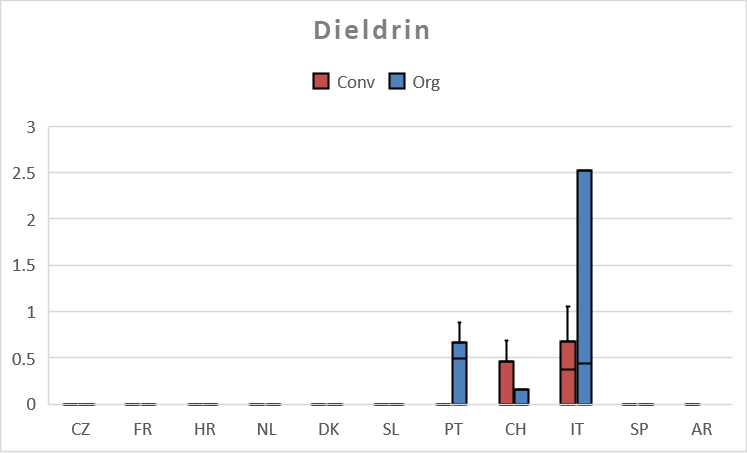 Dieldrin
Conv Org
3
2.5
2
1.5
1
0.5
0
CZ FR HR NL DK SL PT CH IT SP AR